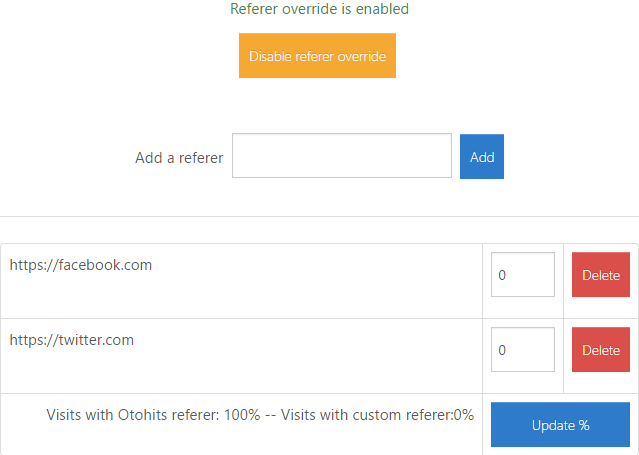 Referer override is enabled
Disable referer override
Add a referer Add
https://facebook.com 0 Delete
https://twitter.com 0 Delete
Visits with Otohits referer: 100% -- Visits with custom referer:0% Update %